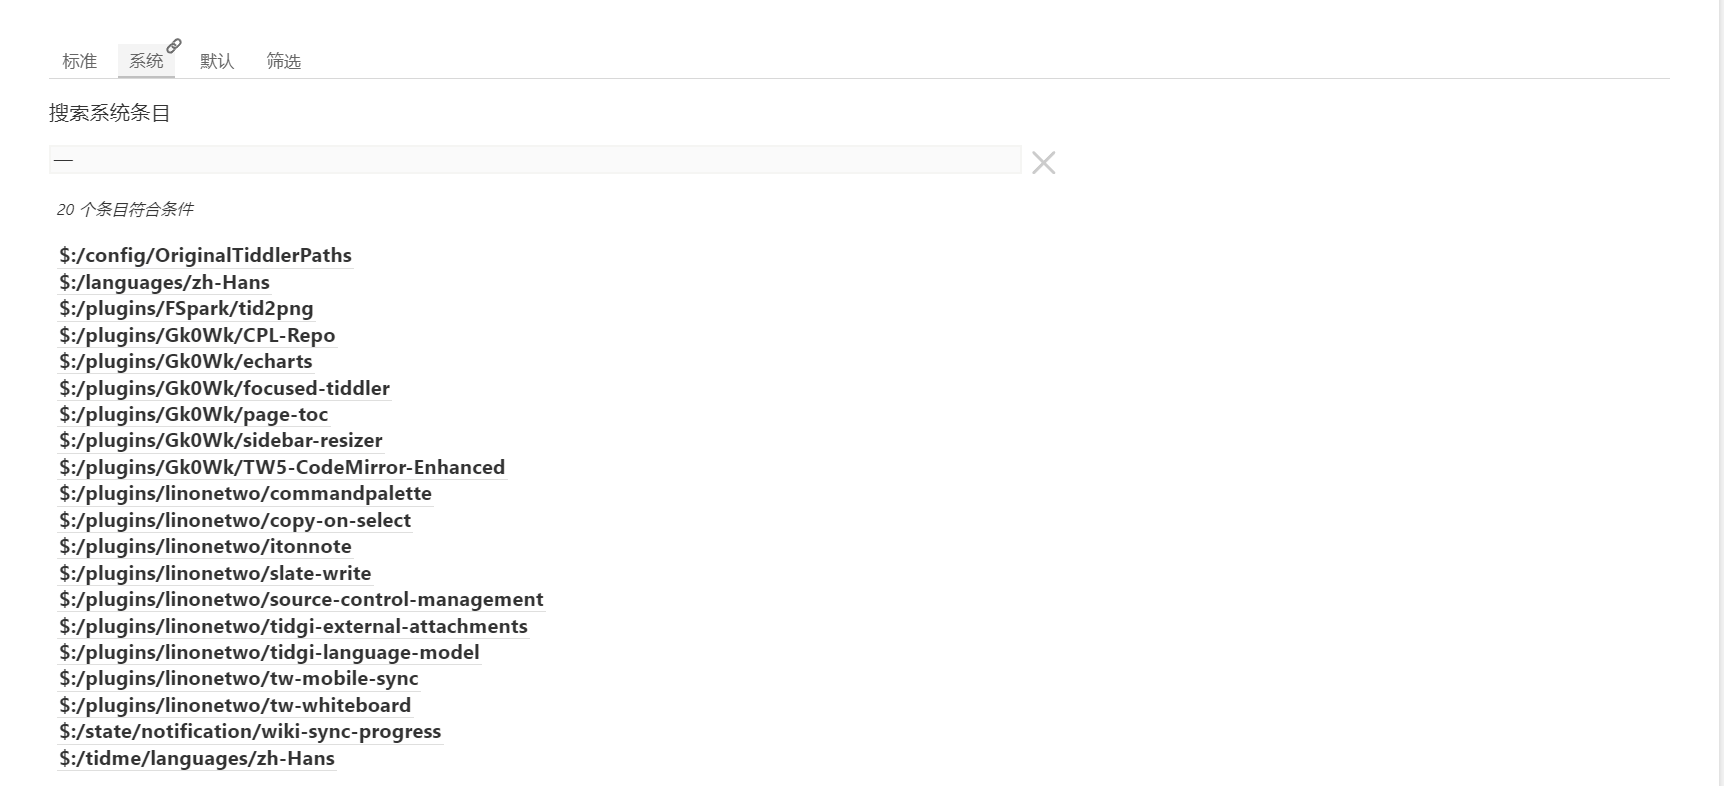 标准 系统 默认 筛选
搜索系统条目
一
20 个条目符合条件
$:/config/OriginalTiddlerPaths
$:/languages/zh-Hans
$:/plugins/FSpark/tid2png
$:/plugins/Gk0Wk/CPL-Repo
$:/plugins/Gk0Wk/echarts
$:/plugins/Gk0Wk/focused-tiddler
$:/plugins/Gk0Wk/page-toc
$:/plugins/Gk0Wk/sidebar-resizer
$:/plugins/Gk0Wk/TW5-CodeMirror-Enhanced
$:/plugins/linonetwo/commandpalette
$:/plugins/linonetwo/copy-on-select
$:/plugins/linonetwo/itonnote
$:/plugins/linonetwo/slate-write
$:/plugins/linonetwo/source-control-management
$:/plugins/linonetwo/tidgi-external-attachments
$:/plugins/linonetwo/tidgi-language-model
$:/plugins/linonetwo/tw-mobile-sync
$:/plugins/linonetwo/tw-whiteboard
$:/state/notification/wiki-sync-progress
$:/tidme/languages/zh-Hans